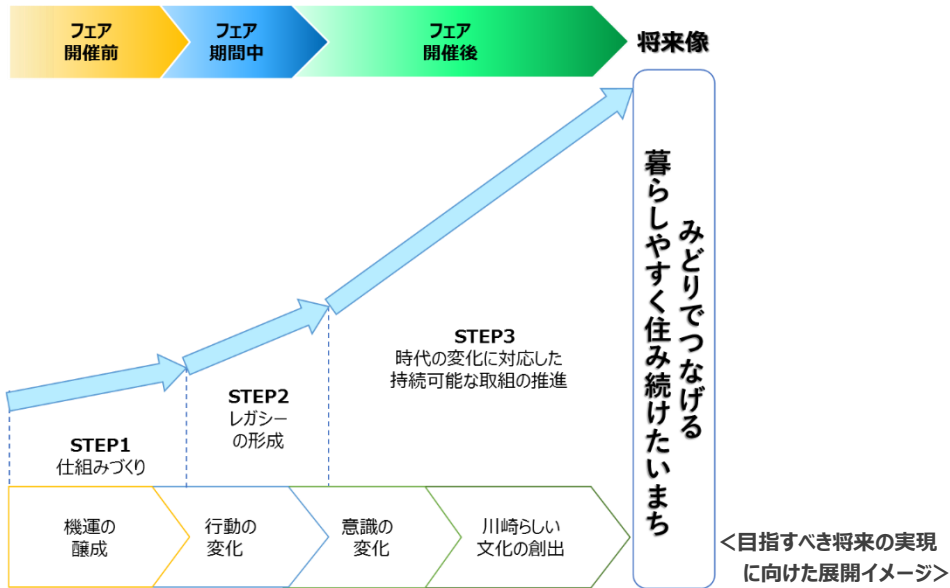 フェア
開催前
フェア
期間中
フェア
開催後
将来像
みどりでつなげる
暮らしやすく住み続けたいまち
STEP1
仕組みづくり
STEP2
レガシー
の形成
STEP3
時代の変化に対応した
持続可能な取組の推進
機運の
醸成
行動の
変化
意識の
変化
川崎らしい
文化の創出
<目指すべき将来の実現
に向けた展開イメージ>